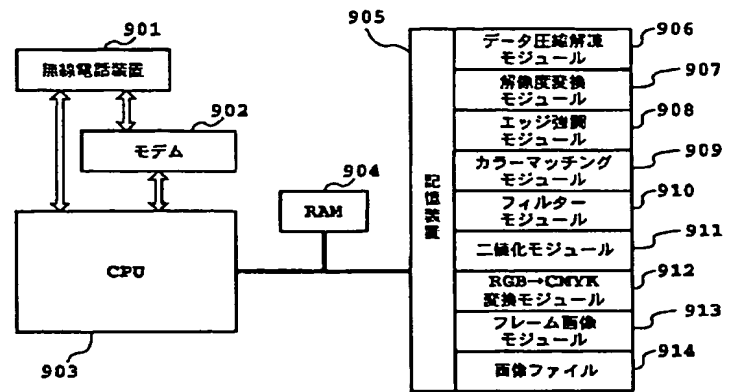 901
無線電話装置
902
モデム
903
CPU
904
RAM
905
記憶装置
906
データ圧縮解凍
モジュール
907
解像度変換
モジュール
908
エッジ強調
モジュール
909
カラーマッチング
モジュール
910
フィルター
モジュール
911
二値化モジュール
912
RGB→CMYK
変換モジュール
913
フレーム画像
モジュール
914
画像ファイル